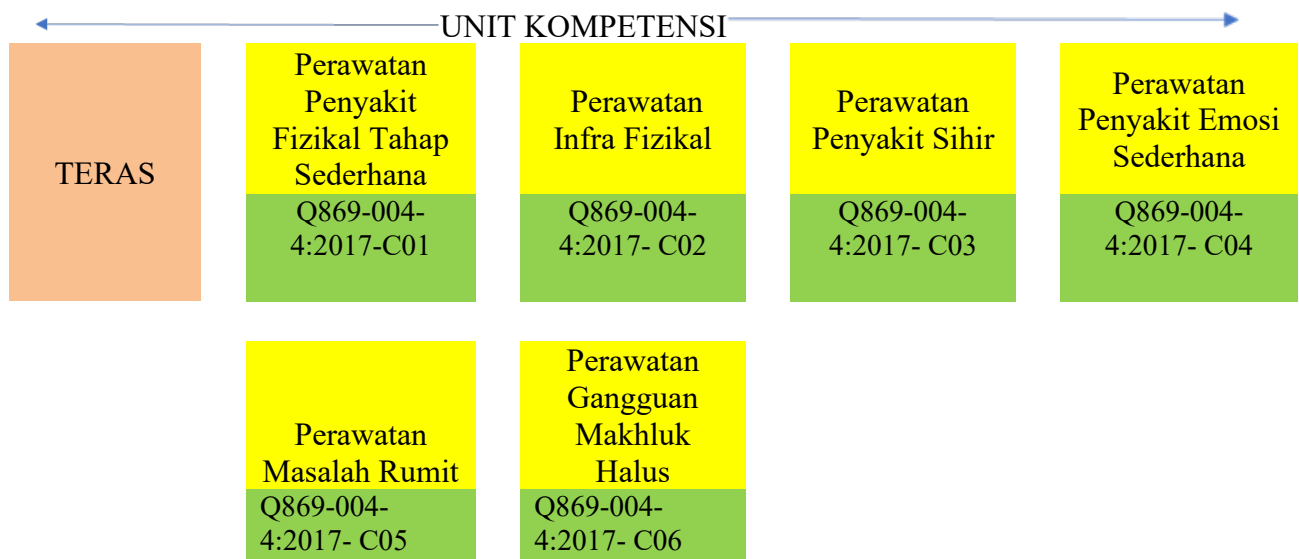 UNIT KOMPETENSI
TERAS
Perawatan
Penyakit
Fizikal Tahap
Sederhana
Q869-004-
4:2017-C01
Perawatan
Infra Fizikal
Q869-004-
4:2017- C02
Perawatan
Penyakit Sihir
Q869-004-
4:2017- C03
Perawatan
Penyakit Emosi
Sederhana
Q869-004-
4:2017- C04
Perawatan
Masalah Rumit
Q869-004-
4:2017- C05
Perawatan
Gangguan
Makhluk
Halus
Q869-004-
4:2017- C06